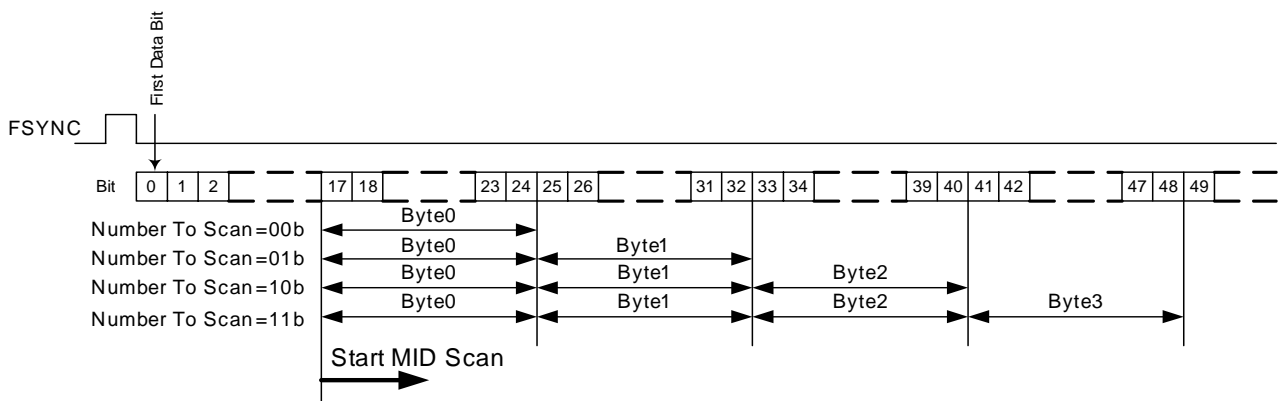 First Data Bit
FSYNC
Bit 0 1 2 17 18 23 24 25 26 31 32 33 34 39 40 41 42 47 48 49
Number To Scan=00b Byte0
Number To Scan=01b Byte0 Byte1
Number To Scan=10b Byte0 Byte1 Byte2
Number To Scan=11b Byte0 Byte1 Byte2 Byte3
Start MID Scan